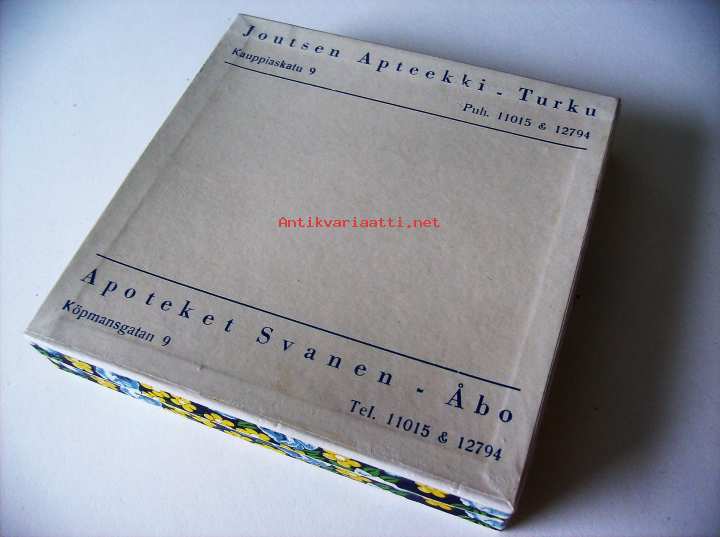 Joutsen Apteekki - Turku
Kauppiaskatu 9
Puh. 11015 & 12794
Antikvariaatti.net
Apoteket Svanen - Åbo
Köpmansgatan 9
Tel. 11015 & 12794